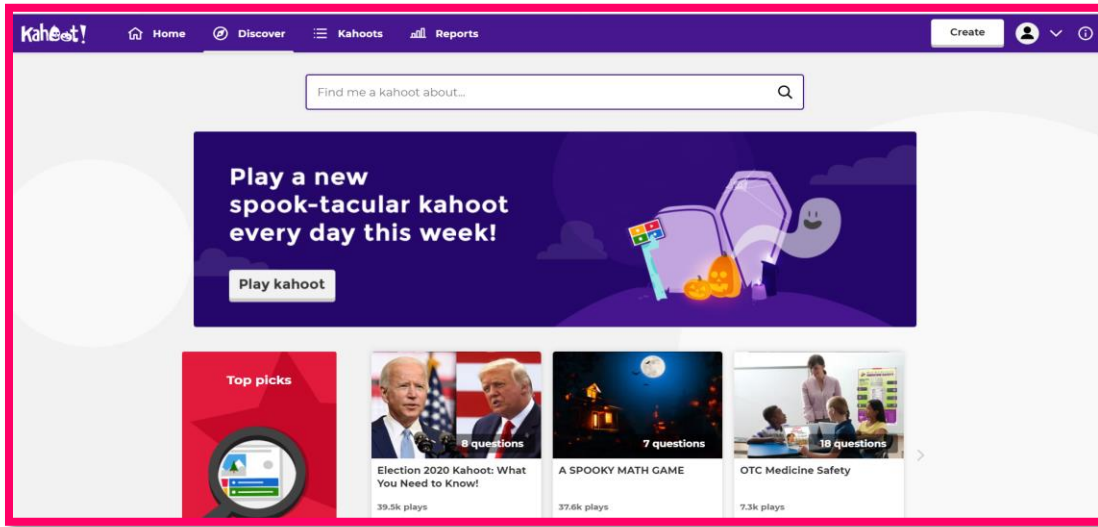 Kahoot!
Home
Discover
Kahoots
Reports
Create
Find me a kahoot about...
Play a new
spook-tacular kahoot
every day this week!
Play kahoot
Top picks
8 questions
Election 2020 Kahoot: What
You Need to Know!
39.5k plays
7 questions
A SPOOKY MATH GAME
37.6k plays
18 questions
OTC Medicine Safety
7.3k plays